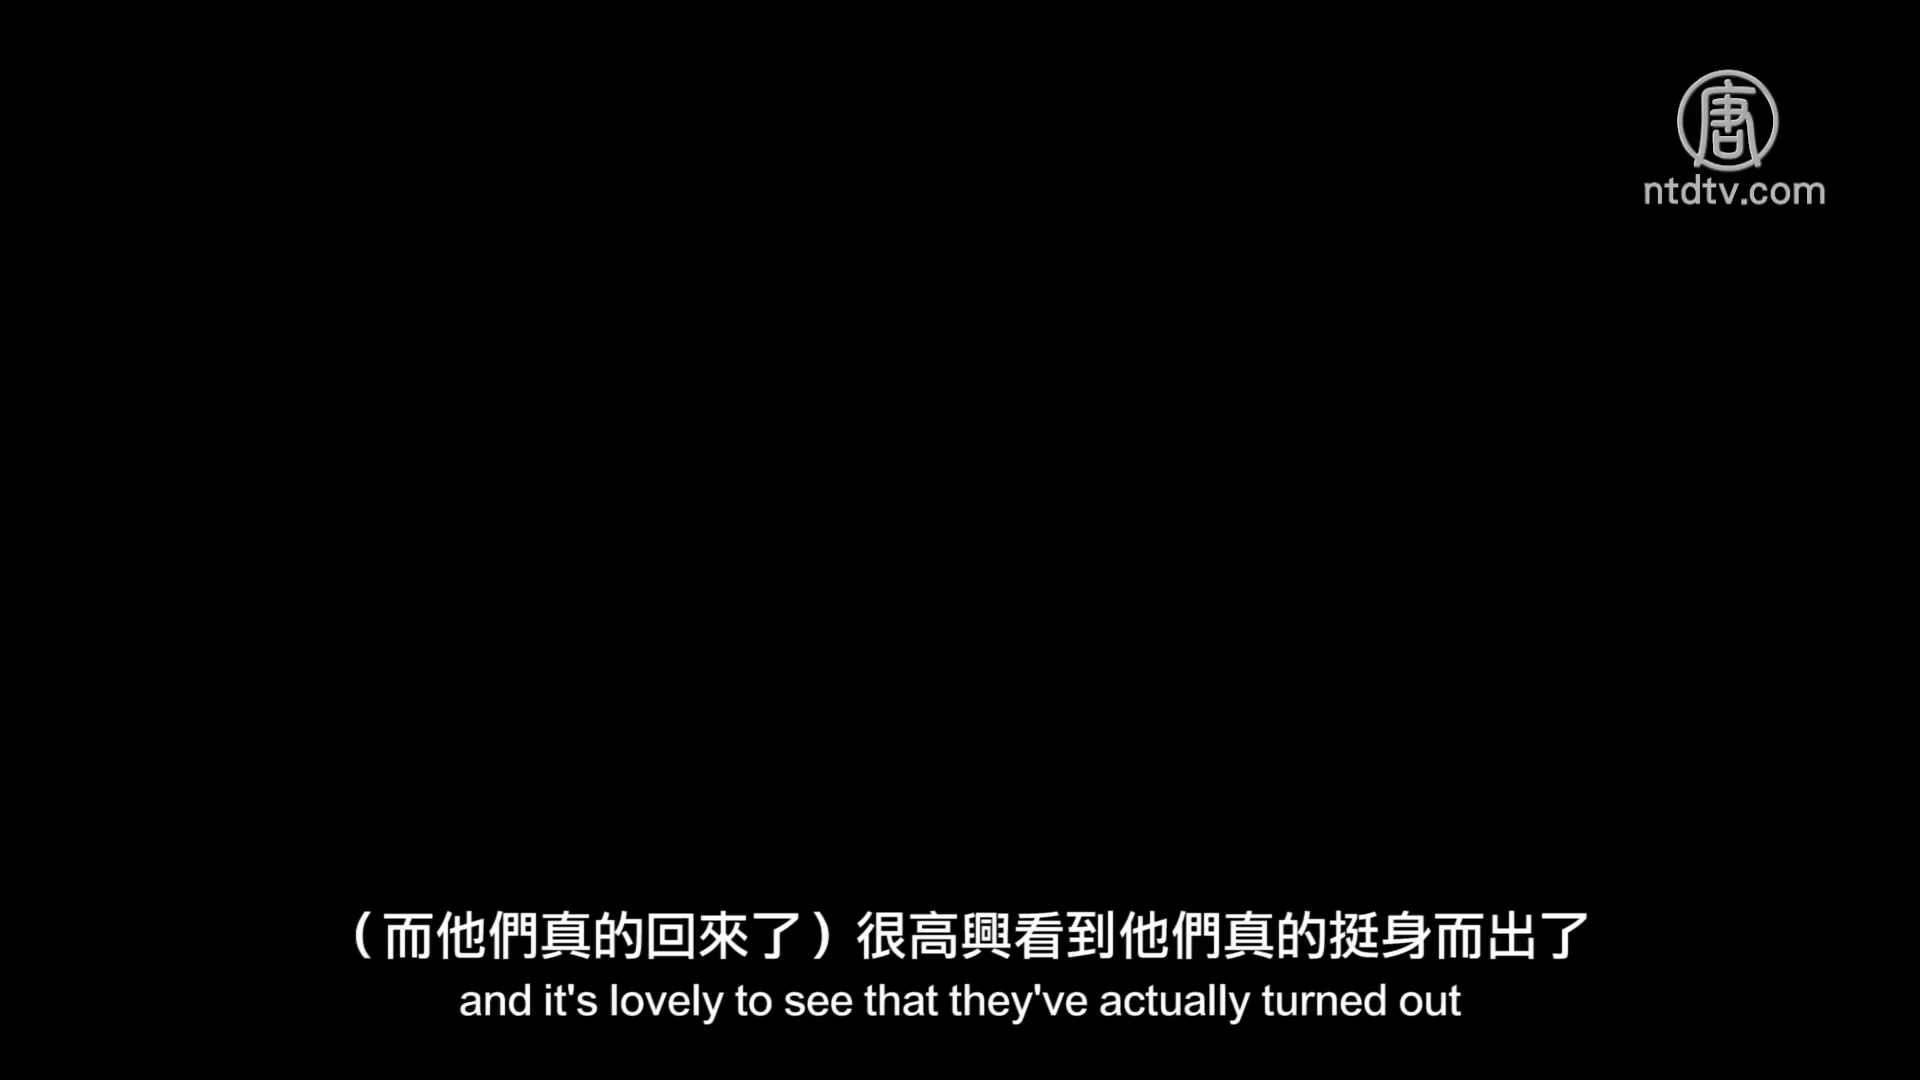 唐
ntdtv.com
（而他們真的回來了）很高興看到他們真的挺身而出了
and it's lovely to see that they've actually turned out